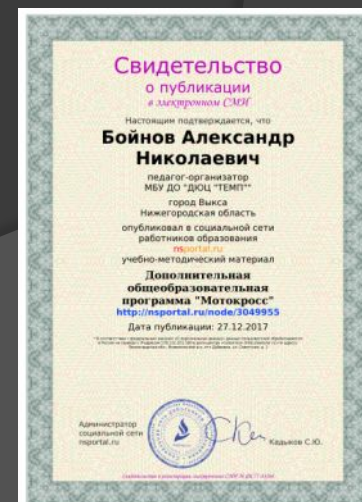 Свидетельство
о публикации
в электронном СМИ
Настоящим подтверждается, что
Бойнов Александр
Николаевич
педагог-организатор
МБУ ДО "ДЮЦ "ТЕМП""
город Выкса
Нижегородская область
опубликовал в социальной сети
работников образования
nsportal.ru
учебно-методический материал
Дополнительная
общеобразовательная
программа "Мотокросс"
http://nsportal.ru/node/3049955
Дата публикации: 27.12.2017
Администратор
социальной сети
nsportal.ru
Кадыков С.Ю.